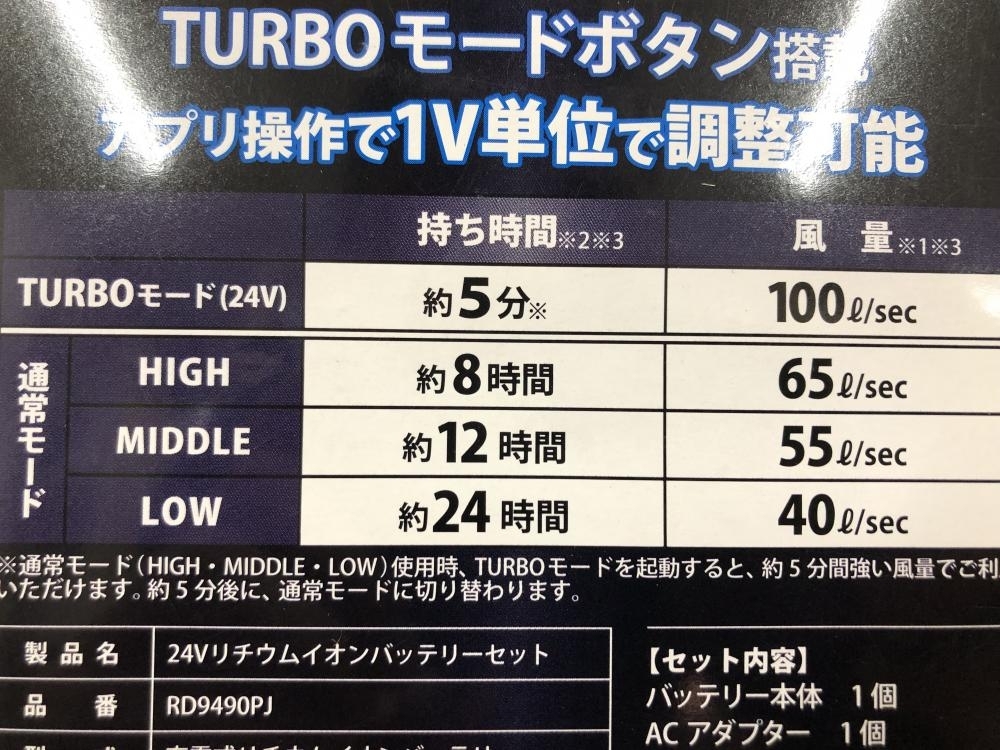 TURBOモードボタン搭載
アプリ操作で1V単位で調整可能
持ち時間※2※3 風 量※1※3
TURBOモード(24V) 約5分※ 100ℓ/sec
通常モード
HIGH 約8時間 65ℓ/sec
MIDDLE 約12時間 55ℓ/sec
LOW 約24時間 40ℓ/sec
※通常モード（HIGH・MIDDLE・LOW）使用時、TURBOモードを起動すると、約5分間強い風量でご利
いただけます。約5分後に、通常モードに切り替わります。
製品名 24Vリチウムイオンバッテリーセット
品 番 RD9490PJ
【セット内容】
バッテリー本体 1個
ACアダプター 1個